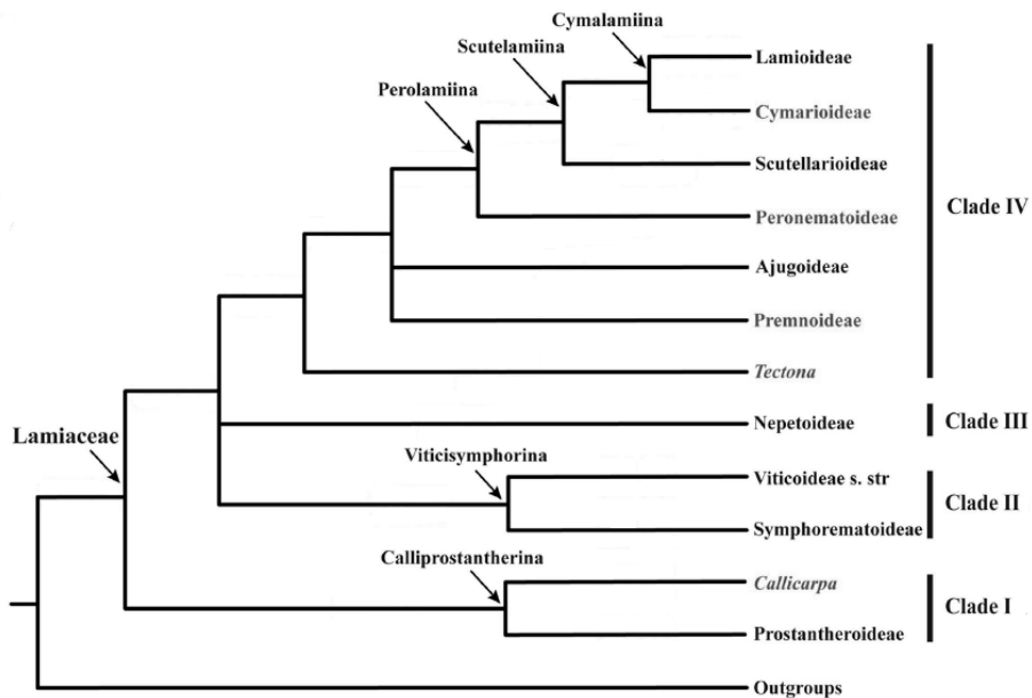 Cymalamiina
Scutelamiina
Lamioideae
Perolamiina
Cymarioideae
Scutellarioideae
Clade IV
Peronematoideae
Ajugoideae
Premnoideae
Tectona
Nepetoideae
Clade III
Lamiaceae
Viticisymphorina
Viticoideae s. str
Clade II
Symphorematoideae
Calliprostantherina
Callicarpa
Clade I
Prostantheroideae
Outgroups